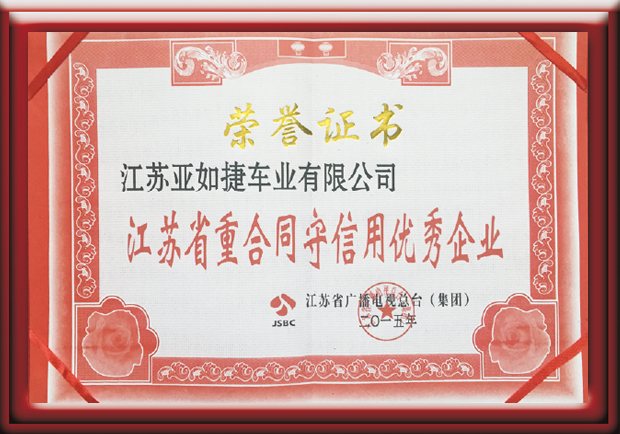 荣誉证书
江苏亚如捷车业有限公司
江苏省重合同守信用优秀企业
JSBC
江苏省广播电视总台（集团）
二〇一五年